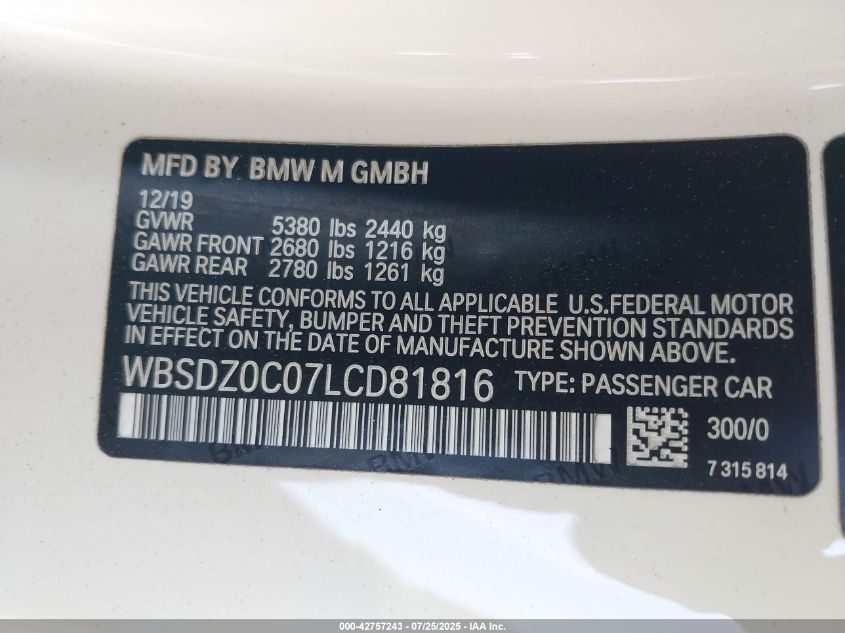 MFD BY BMW M GMBH
12/19
GVWR 5380 lbs 2440 kg
GAWR FRONT 2680 lbs 1216 kg
GAWR REAR 2780 lbs 1261 kg
THIS VEHICLE CONFORMS TO ALL APPLICABLE U.S.FEDERAL MOTOR
VEHICLE SAFETY, BUMPER AND THEFT PREVENTION STANDARDS
IN EFFECT ON THE DATE OF MANUFACTURE SHOWN ABOVE.
WBSDZ0C07LCD81816 TYPE: PASSENGER CAR
300/0
7 315 814
BMW BMW BMW
000-42757243 - 07/25/2025 - IAA Inc.